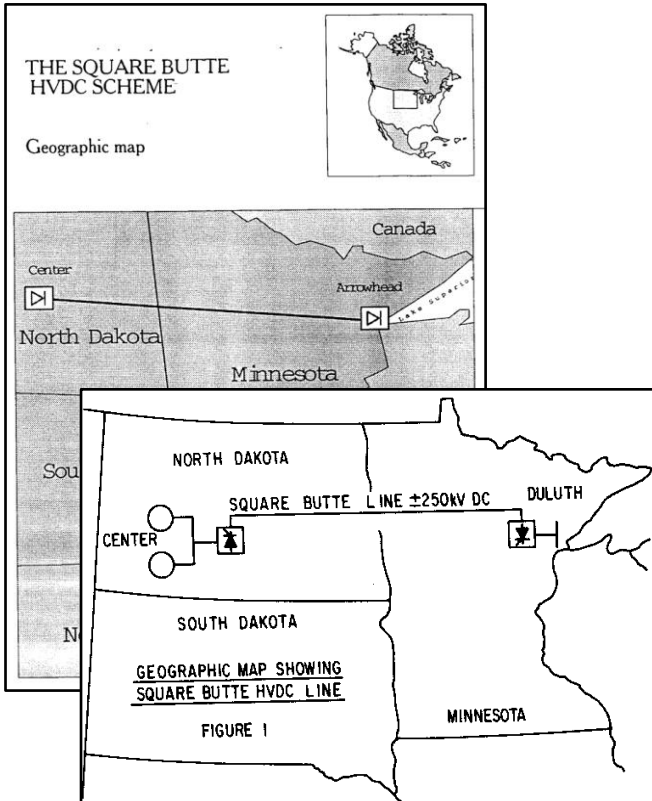 THE SQUARE BUTTE
HVDC SCHEME
Geographic map
Canada
Center
Arrowhead
Lake Superior
North Dakota
Minnesota
Sou
N
NORTH DAKOTA
SQUARE BUTTE LINE ±250kV DC
DULUTH
CENTER
SOUTH DAKOTA
GEOGRAPHIC MAP SHOWING
SQUARE BUTTE HVDC LINE
FIGURE 1
MINNESOTA